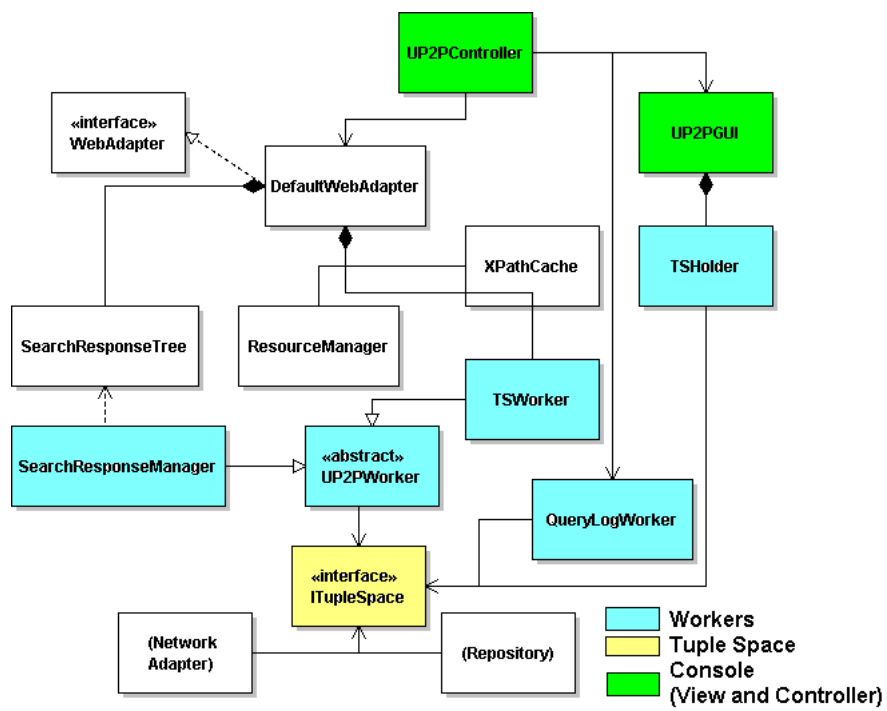 UP2PController
«interface»
WebAdapter
UP2PGUI
DefaultWebAdapter
XPathCache
TSHolder
SearchResponseTree
ResourceManager
TSWorker
SearchResponseManager
«abstract»
UP2PWorker
QueryLogWorker
«interface»
ITupleSpace
(Network
Adapter)
(Repository)
Workers
Tuple Space
Console
(View and Controller)